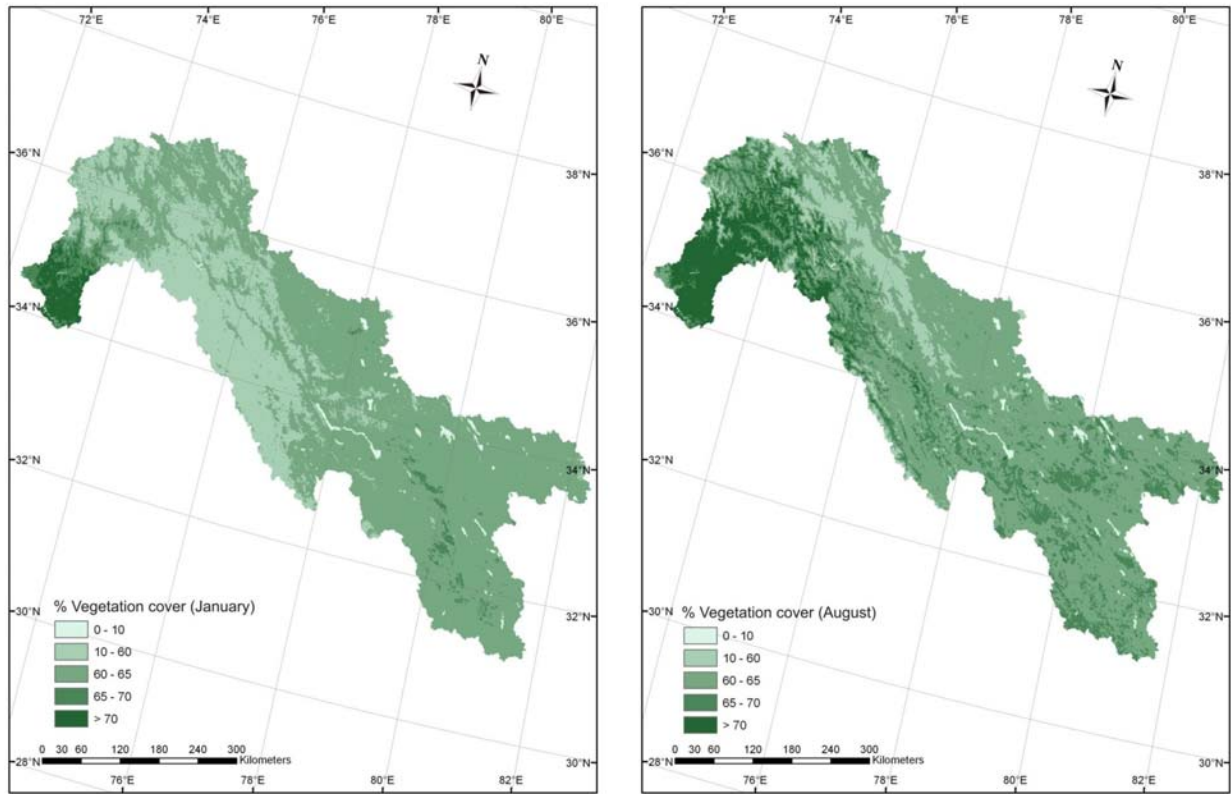 72°E 74°E 76°E 78°E 80°E
N
36°N
38°N
34°N
36°N
32°N
34°N
30°N
32°N
28°N
30°N
% Vegetation cover (January)
0 - 10
10 - 60
60 - 65
65 - 70
> 70
0 30 60 120 180 240 300
Kilometers
76°E 78°E 80°E 82°E
72°E 74°E 76°E 78°E 80°E
N
36°N
38°N
34°N
36°N
32°N
34°N
30°N
32°N
28°N
30°N
% Vegetation cover (August)
0 - 10
10 - 60
60 - 65
65 - 70
> 70
0 30 60 120 180 240 300
Kilometers
76°E 78°E 80°E 82°E